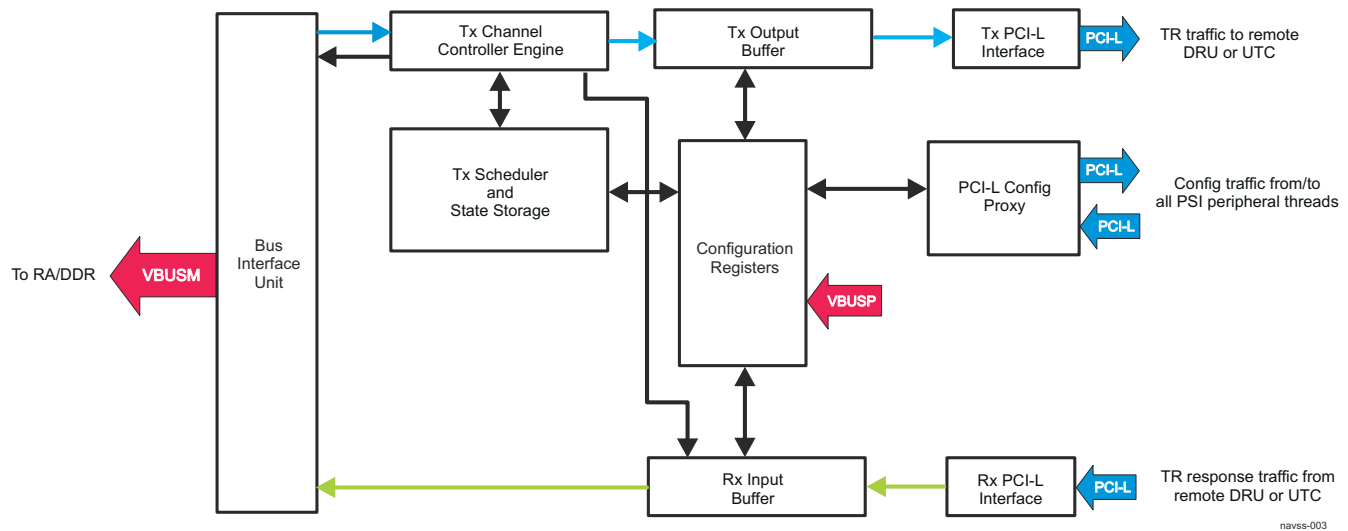 Tx Channel
Controller Engine
Tx Output
Buffer
Tx PCI-L
Interface
PCI-L
TR traffic to remote
DRU or UTC
Tx Scheduler
and
State Storage
Configuration
Registers
PCI-L Config
Proxy
PCI-L
PCI-L
Config traffic from/to
all PSI peripheral threads
To RA/DDR
VBUSM
Bus
Interface
Unit
VBUSP
Rx Input
Buffer
Rx PCI-L
Interface
PCI-L
TR response traffic from
remote DRU or UTC
navss-003